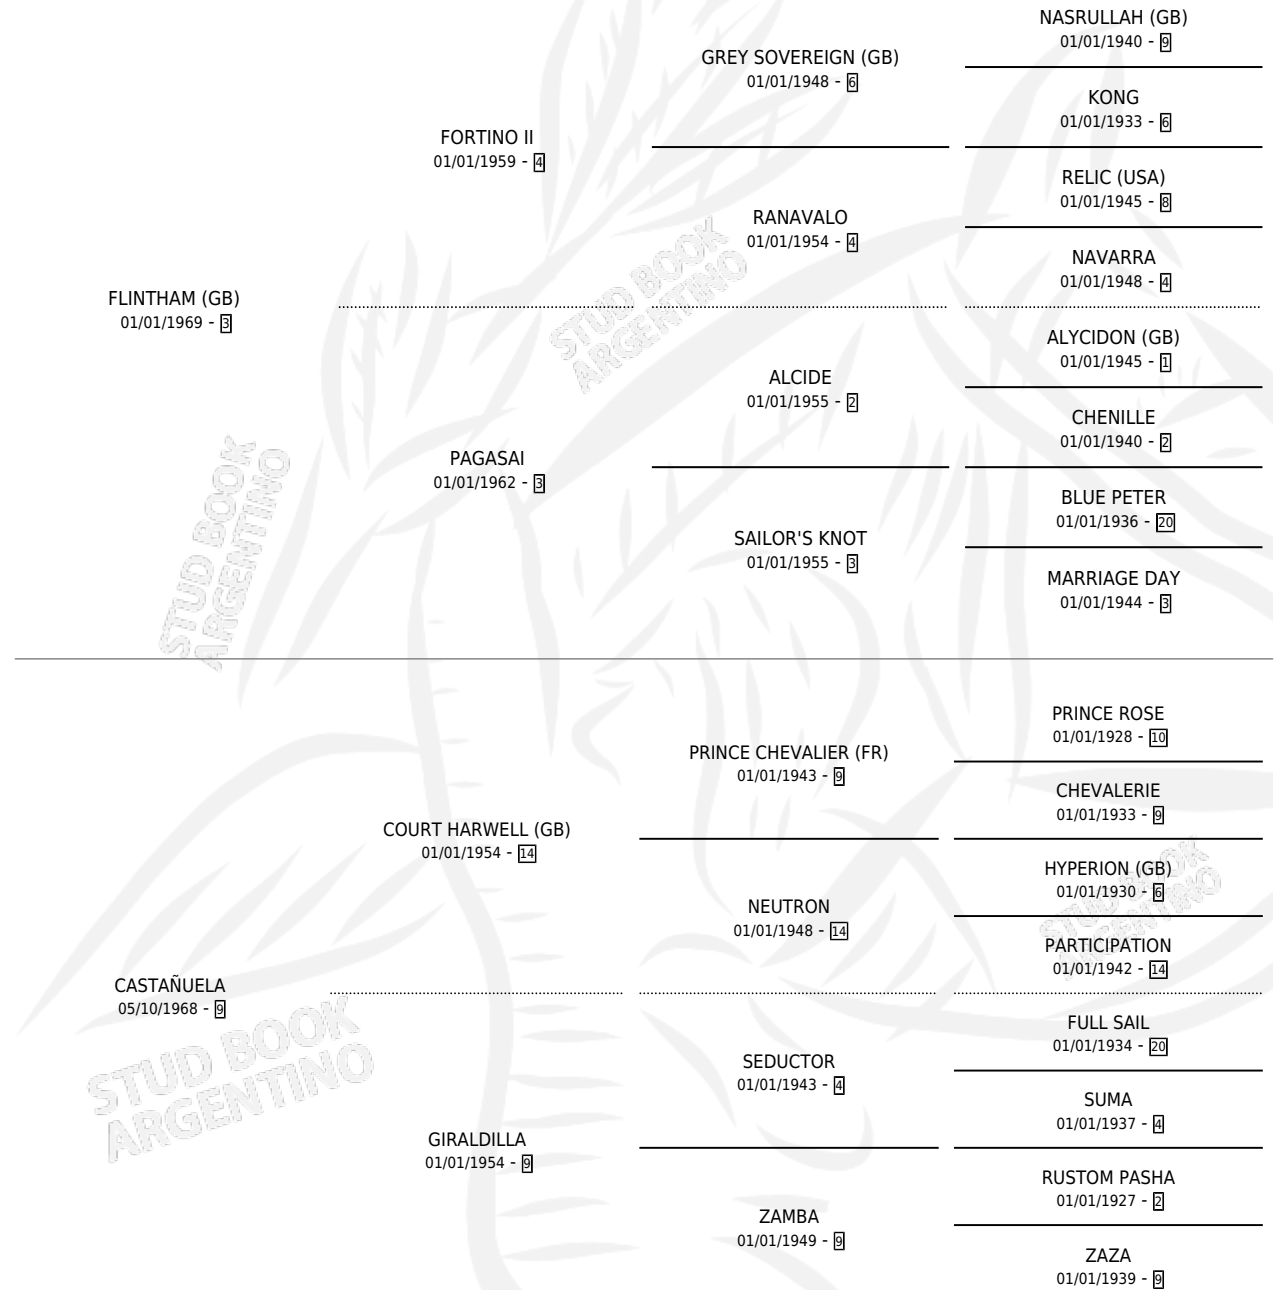 NASRULLAH (GB)
01/01/1940 - 9
GREY SOVEREIGN (GB)
01/01/1948 - 6
KONG
01/01/1933 - 6
FORTINO II
01/01/1959 - 4
RELIC (USA)
01/01/1945 - 8
RANAVALO
01/01/1954 - 4
NAVARRA
01/01/1948 - 4
FLINTHAM (GB)
01/01/1969 - 3
ALYCIDON (GB)
01/01/1945 - 1
ALCIDE
01/01/1955 - 2
CHENILLE
01/01/1940 - 2
PAGASAI
01/01/1962 - 3
BLUE PETER
01/01/1936 - 20
SAILOR'S KNOT
01/01/1955 - 3
MARRIAGE DAY
01/01/1944 - 3
STUD BOOK
ARGENTINO
STUD BOOK
ARGENTINO
PRINCE ROSE
01/01/1928 - 10
PRINCE CHEVALIER (FR)
01/01/1943 - 9
CHEVALERIE
01/01/1933 - 9
COURT HARWELL (GB)
01/01/1954 - 14
HYPERION (GB)
01/01/1930 - 6
NEUTRON
01/01/1948 - 14
PARTICIPATION
01/01/1942 - 14
CASTAÑUELA
05/10/1968 - 9
FULL SAIL
01/01/1934 - 20
SEDUCTOR
01/01/1943 - 4
SUMA
01/01/1937 - 4
GIRALDILLA
01/01/1954 - 9
RUSTOM PASHA
01/01/1927 - 2
ZAMBA
01/01/1949 - 9
ZAZA
01/01/1939 - 9
STUD BOOK
ARGENTINO
STUD BOOK
ARGENTINO